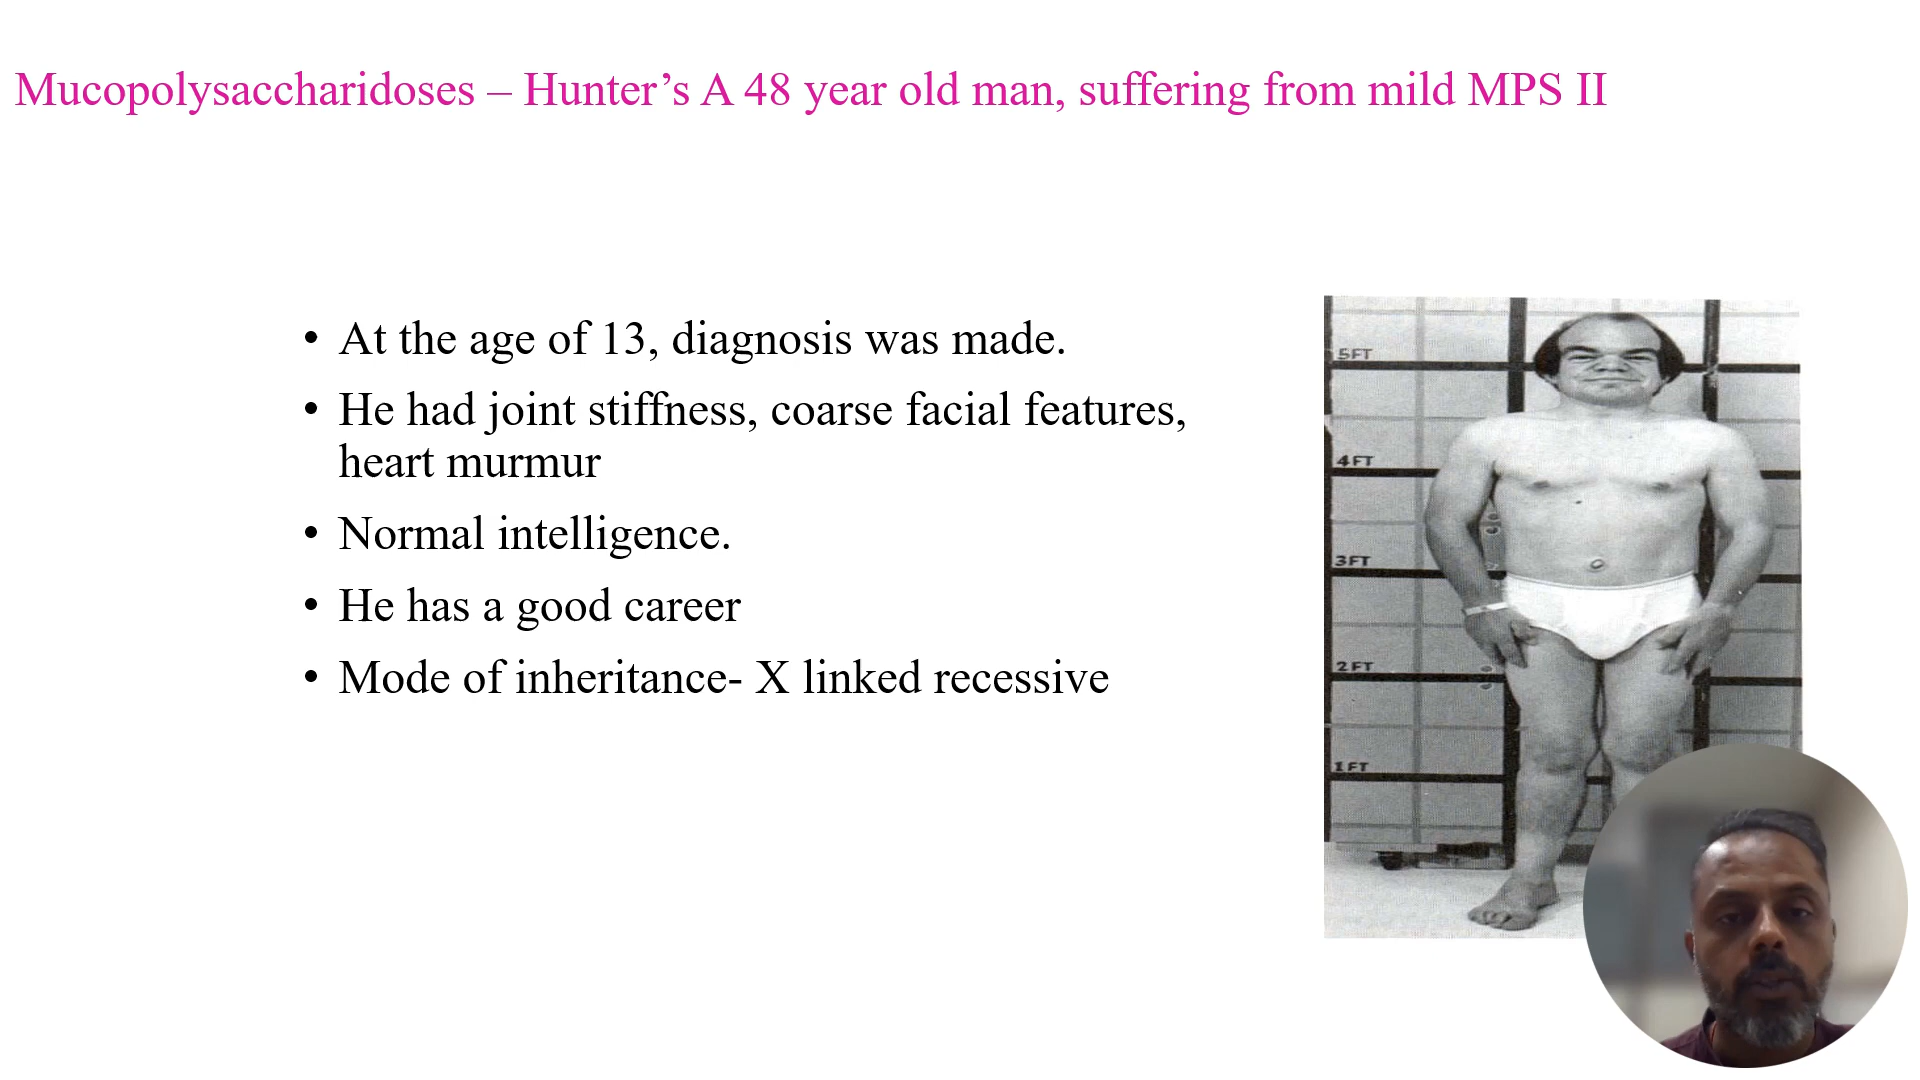 Mucopolysaccharidoses – Hunter’s A 48 year old man, suffering from mild MPS II
• At the age of 13, diagnosis was made.
• He had joint stiffness, coarse facial features,
heart murmur
• Normal intelligence.
• He has a good career
• Mode of inheritance- X linked recessive
5FT
4FT
3FT
2FT
1FT